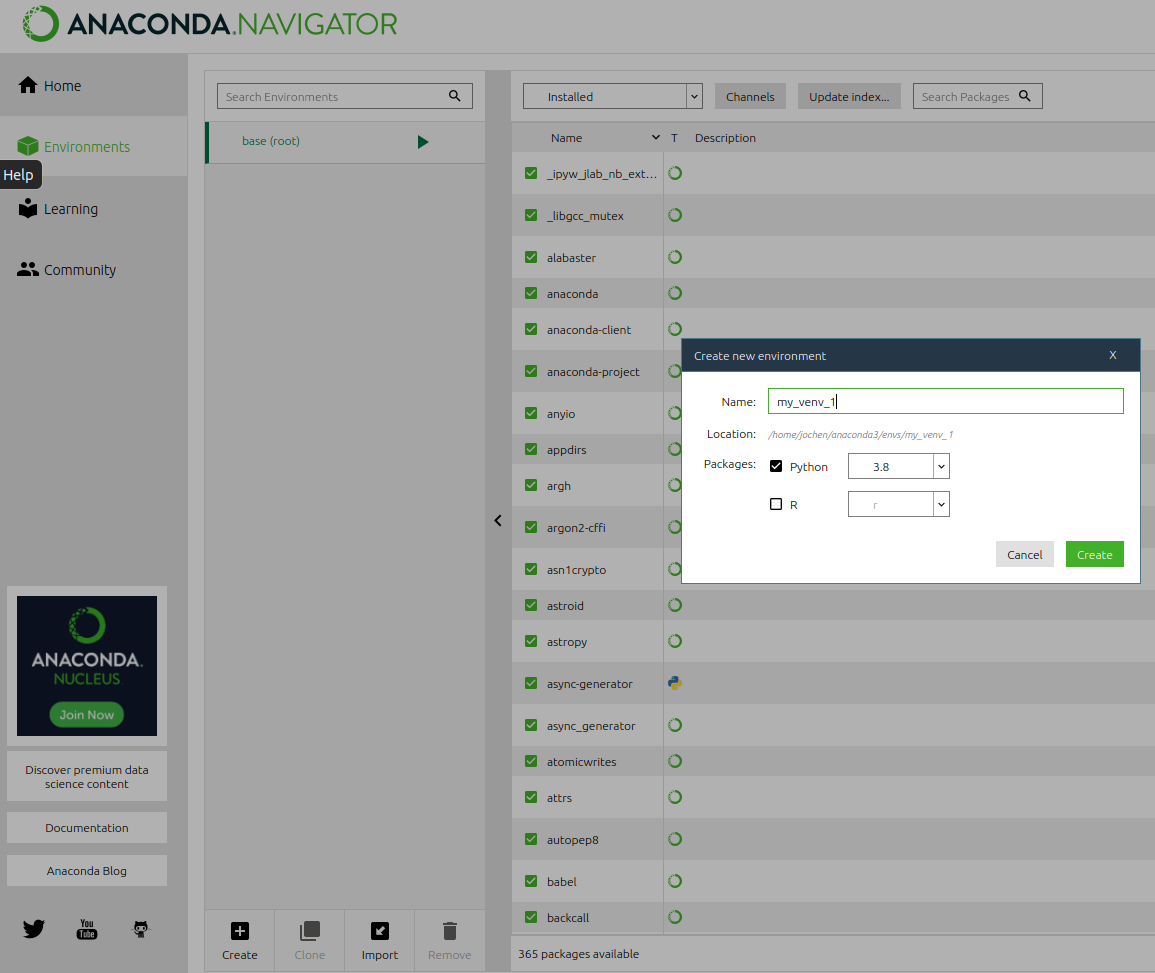 ANACONDA.NAVIGATOR
Home
Environments
Help
Learning
Community
ANACONDA.
NUCLEUS
Join Now
Discover premium data
science content
Documentation
Anaconda Blog
You
Tube
Search Environments
base (root)
Create
Clone
Import
Remove
Installed
Channels
Update index...
Search Packages
Name T Description
_ipyw_jlab_nb_ext...
_libgcc_mutex
alabaster
anaconda
anaconda-client
anaconda-project
anyio
appdirs
argh
argon2-cffi
asn1crypto
astroid
astropy
async-generator
async_generator
atomicwrites
attrs
autopep8
babel
backcall
365 packages available
Create new environment X
Name: my_venv_1
Location: /home/jochen/anaconda3/envs/my_venv_1
Packages: Python 3.8
R r
Cancel Create